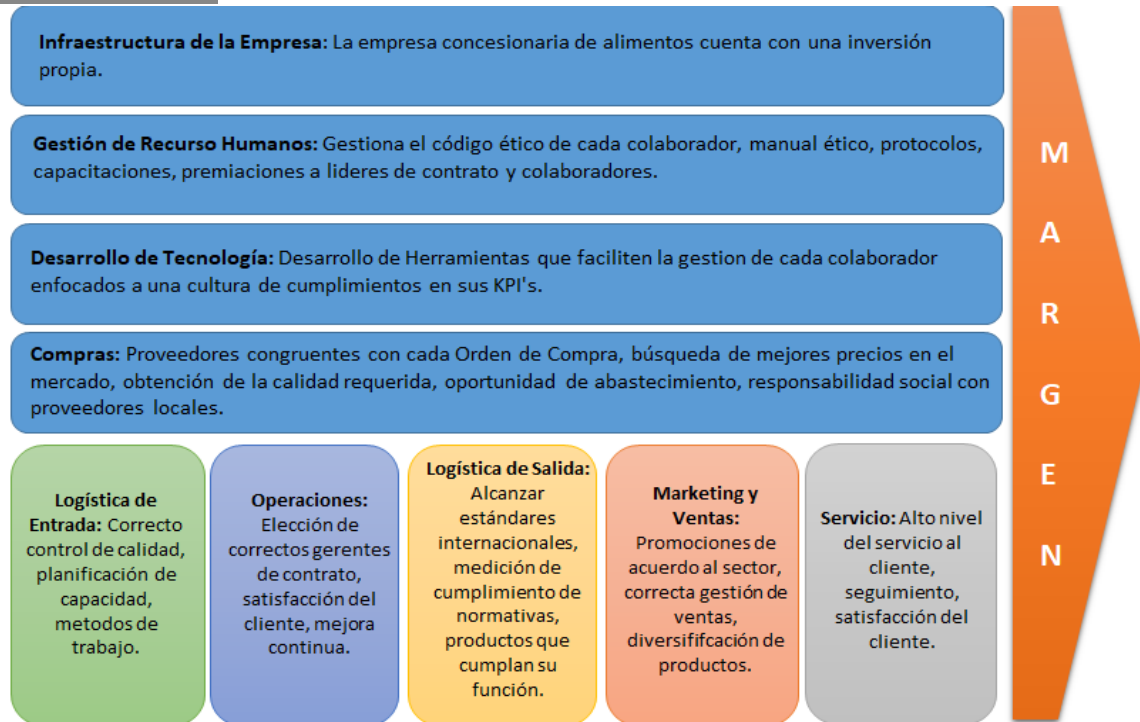 Infraestructura de la Empresa: La empresa concesionaria de alimentos cuenta con una inversión
propia.
Gestión de Recurso Humanos: Gestiona el código ético de cada colaborador, manual ético, protocolos,
capacitaciones, premiaciones a lideres de contrato y colaboradores.
Desarrollo de Tecnología: Desarrollo de Herramientas que faciliten la gestion de cada colaborador
enfocados a una cultura de cumplimientos en sus KPI's.
Compras: Proveedores congruentes con cada Orden de Compra, búsqueda de mejores precios en el
mercado, obtención de la calidad requerida, oportunidad de abastecimiento, responsabilidad social con
proveedores locales.
Logística de
Entrada: Correcto
control de calidad,
planificación de
capacidad,
metodos de
trabajo.
Operaciones:
Elección de
correctos gerentes
de contrato,
satisfacción del
cliente, mejora
continua.
Logística de Salida:
Alcanzar
estándares
internacionales,
medición de
cumplimiento de
normativas,
productos que
cumplan su
función.
Marketing y
Ventas:
Promociones de
acuerdo al sector,
correcta gestión de
ventas,
diversififcación de
productos.
Servicio: Alto nivel
del servicio al
cliente,
seguimiento,
satisfacción del
cliente.
M
A
R
G
E
N